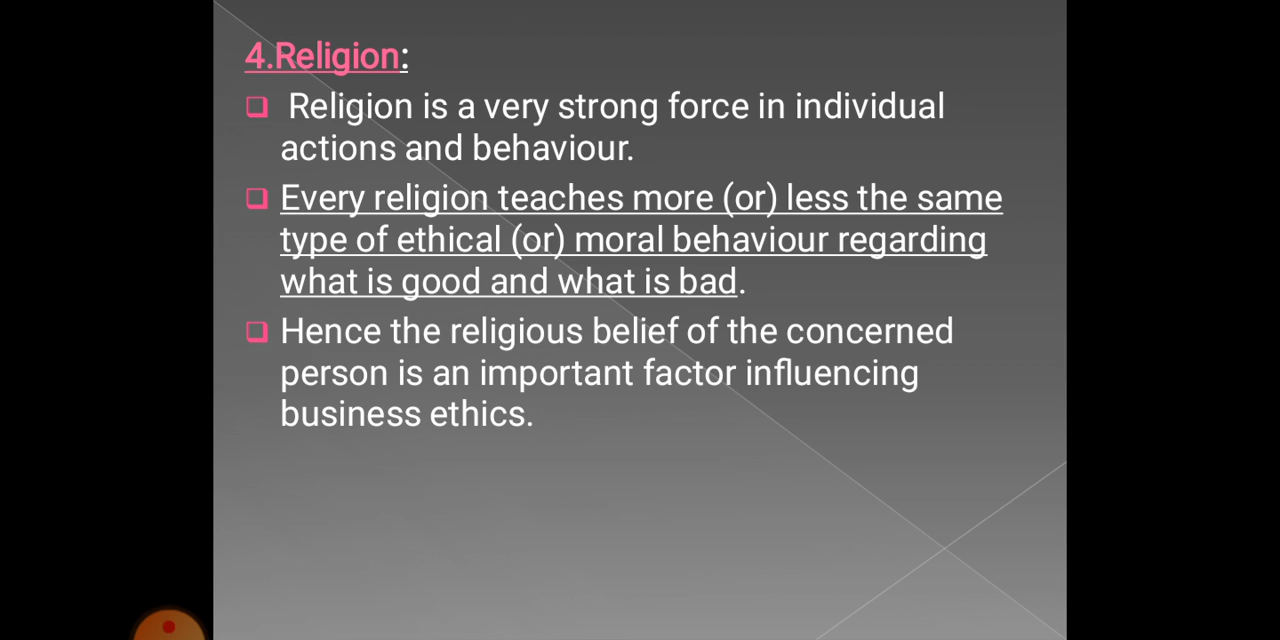 4.Religion:
Religion is a very strong force in individual
actions and behaviour.
Every religion teaches more (or) less the same
type of ethical (or) moral behaviour regarding
what is good and what is bad.
Hence the religious belief of the concerned
person is an important factor influencing
business ethics.